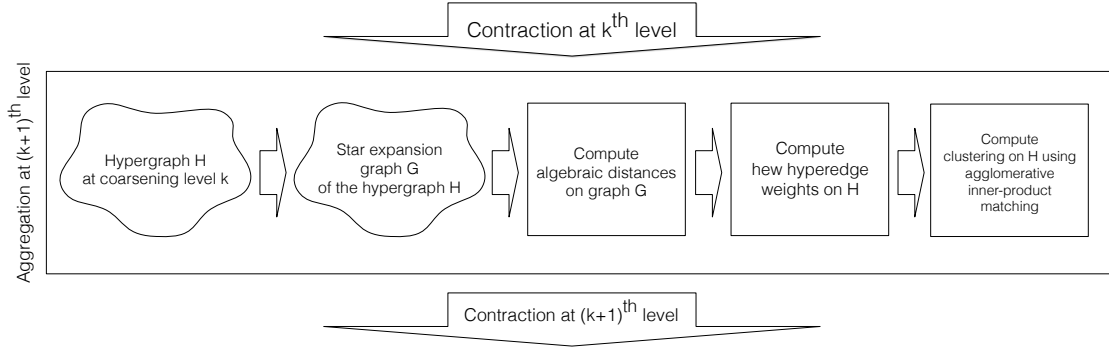 Contraction at k^th level
Aggregation at (k+1)^th level
Hypergraph H
at coarsening level k
Star expansion
graph G
of the hypergraph H
Compute
algebraic distances
on graph G
Compute
hew hyperedge
weights on H
Compute
clustering on H using
agglomerative
inner-product
matching
Contraction at (k+1)^th level